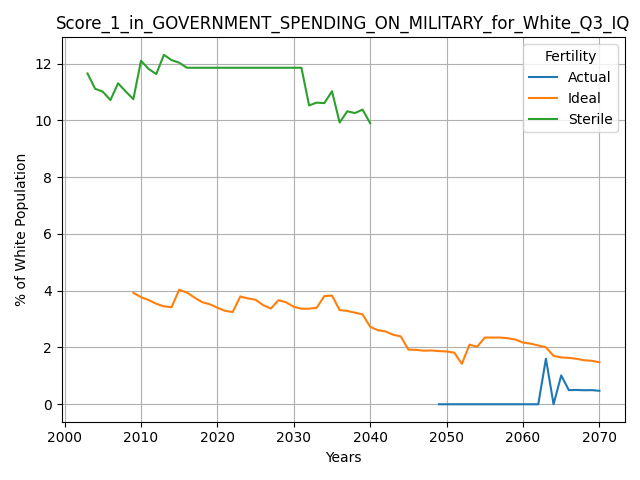 Score_1_in_GOVERNMENT_SPENDING_ON_MILITARY_for_White_Q3_IQ
Fertility
Actual
Ideal
Sterile
% of White Population
12
10
8
6
4
2
0
2000 2010 2020 2030 2040 2050 2060 2070
Years